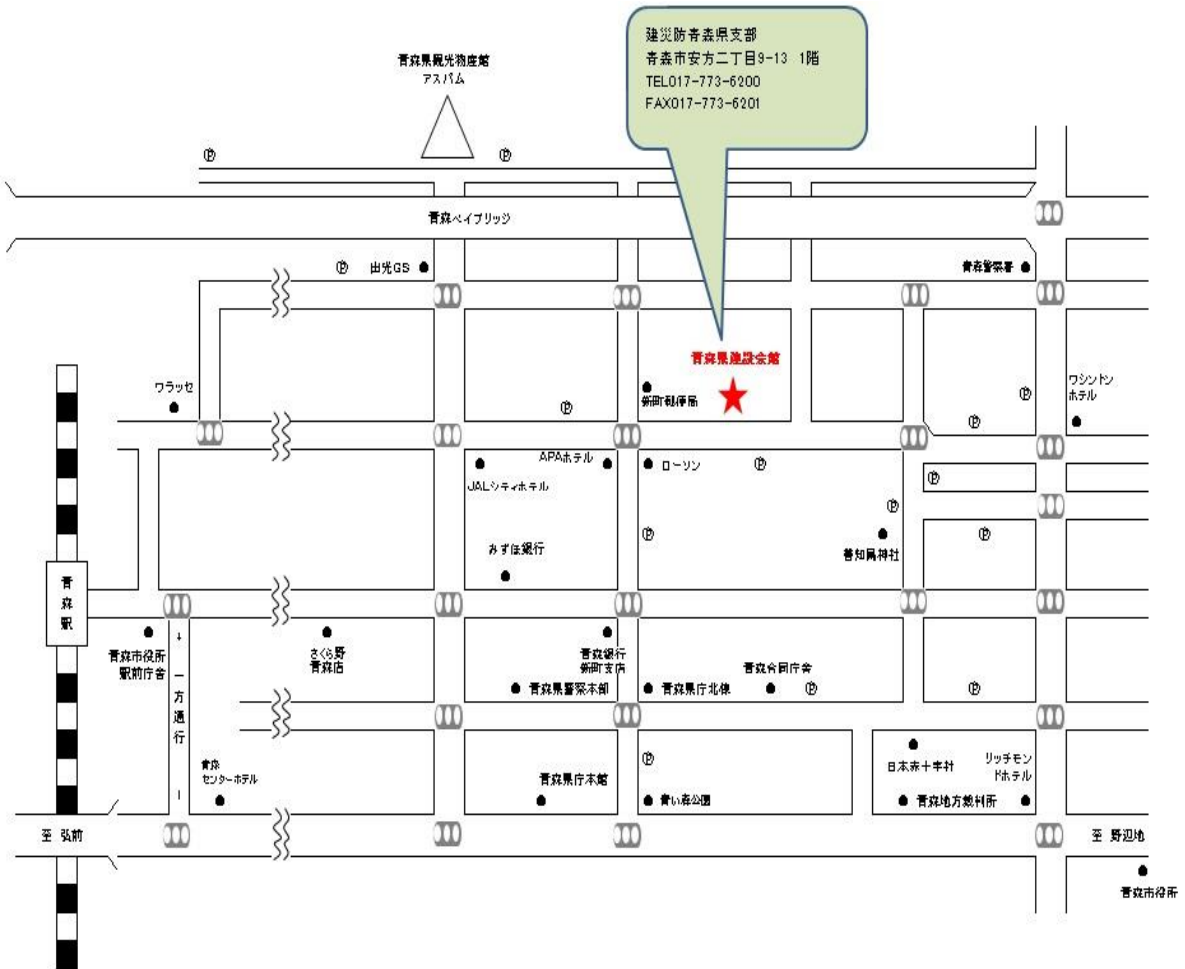 建災防青森県支部
青森市安方二丁目9-13 1階
TEL017-773-6200
FAX017-773-6201
青森県観光物産館
アスパム
Ⓟ
Ⓟ
青森ベイブリッジ
Ⓟ
出光GS
青森警察署
青森県建設会館
ワラッセ
新町郵便局
Ⓟ
Ⓟ
Ⓟ
ワシントン
ホテル
APAホテル
ローソン
Ⓟ
JALシティホテル
Ⓟ
Ⓟ
みずほ銀行
Ⓟ
善知鳥神社
Ⓟ
青森駅
青森市役所
駅前庁舎
一方通行
さくら野
青森店
青森銀行
新町支店
青森合同庁舎
青森県警察本部
青森県庁北棟
Ⓟ
Ⓟ
青森
センターホテル
青森県庁本館
Ⓟ
青い森公園
日本赤十字社
リッチモン
ドホテル
青森地方裁判所
至 弘前
至 野辺地
青森市役所